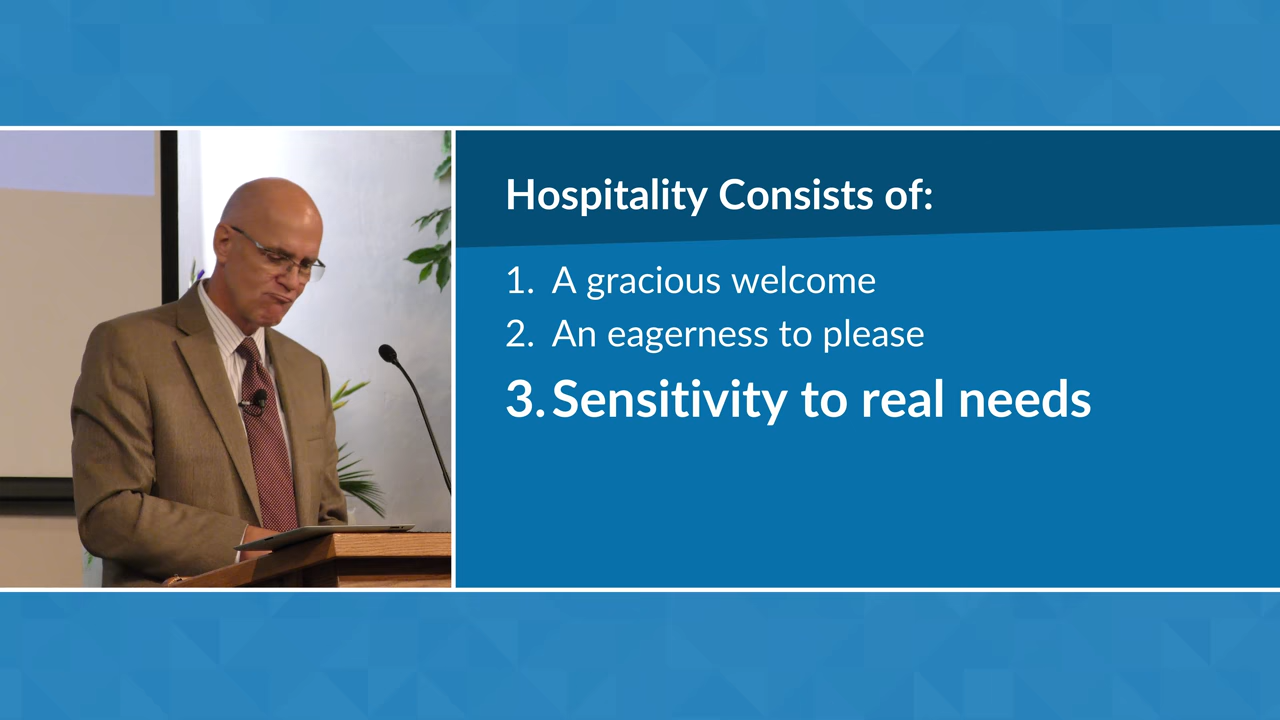 Hospitality Consists of:
1. A gracious welcome
2. An eagerness to please
3. Sensitivity to real needs